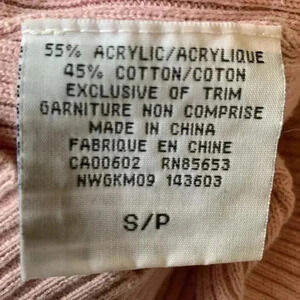 55% ACRYLIC/ACRYLIQUE
45% COTTON/COTON
EXCLUSIVE OF TRIM
GARNITURE NON COMPRISE
MADE IN CHINA
FABRIQUE EN CHINE
CA00602 RN85653
NWGKM09 143603
S/P